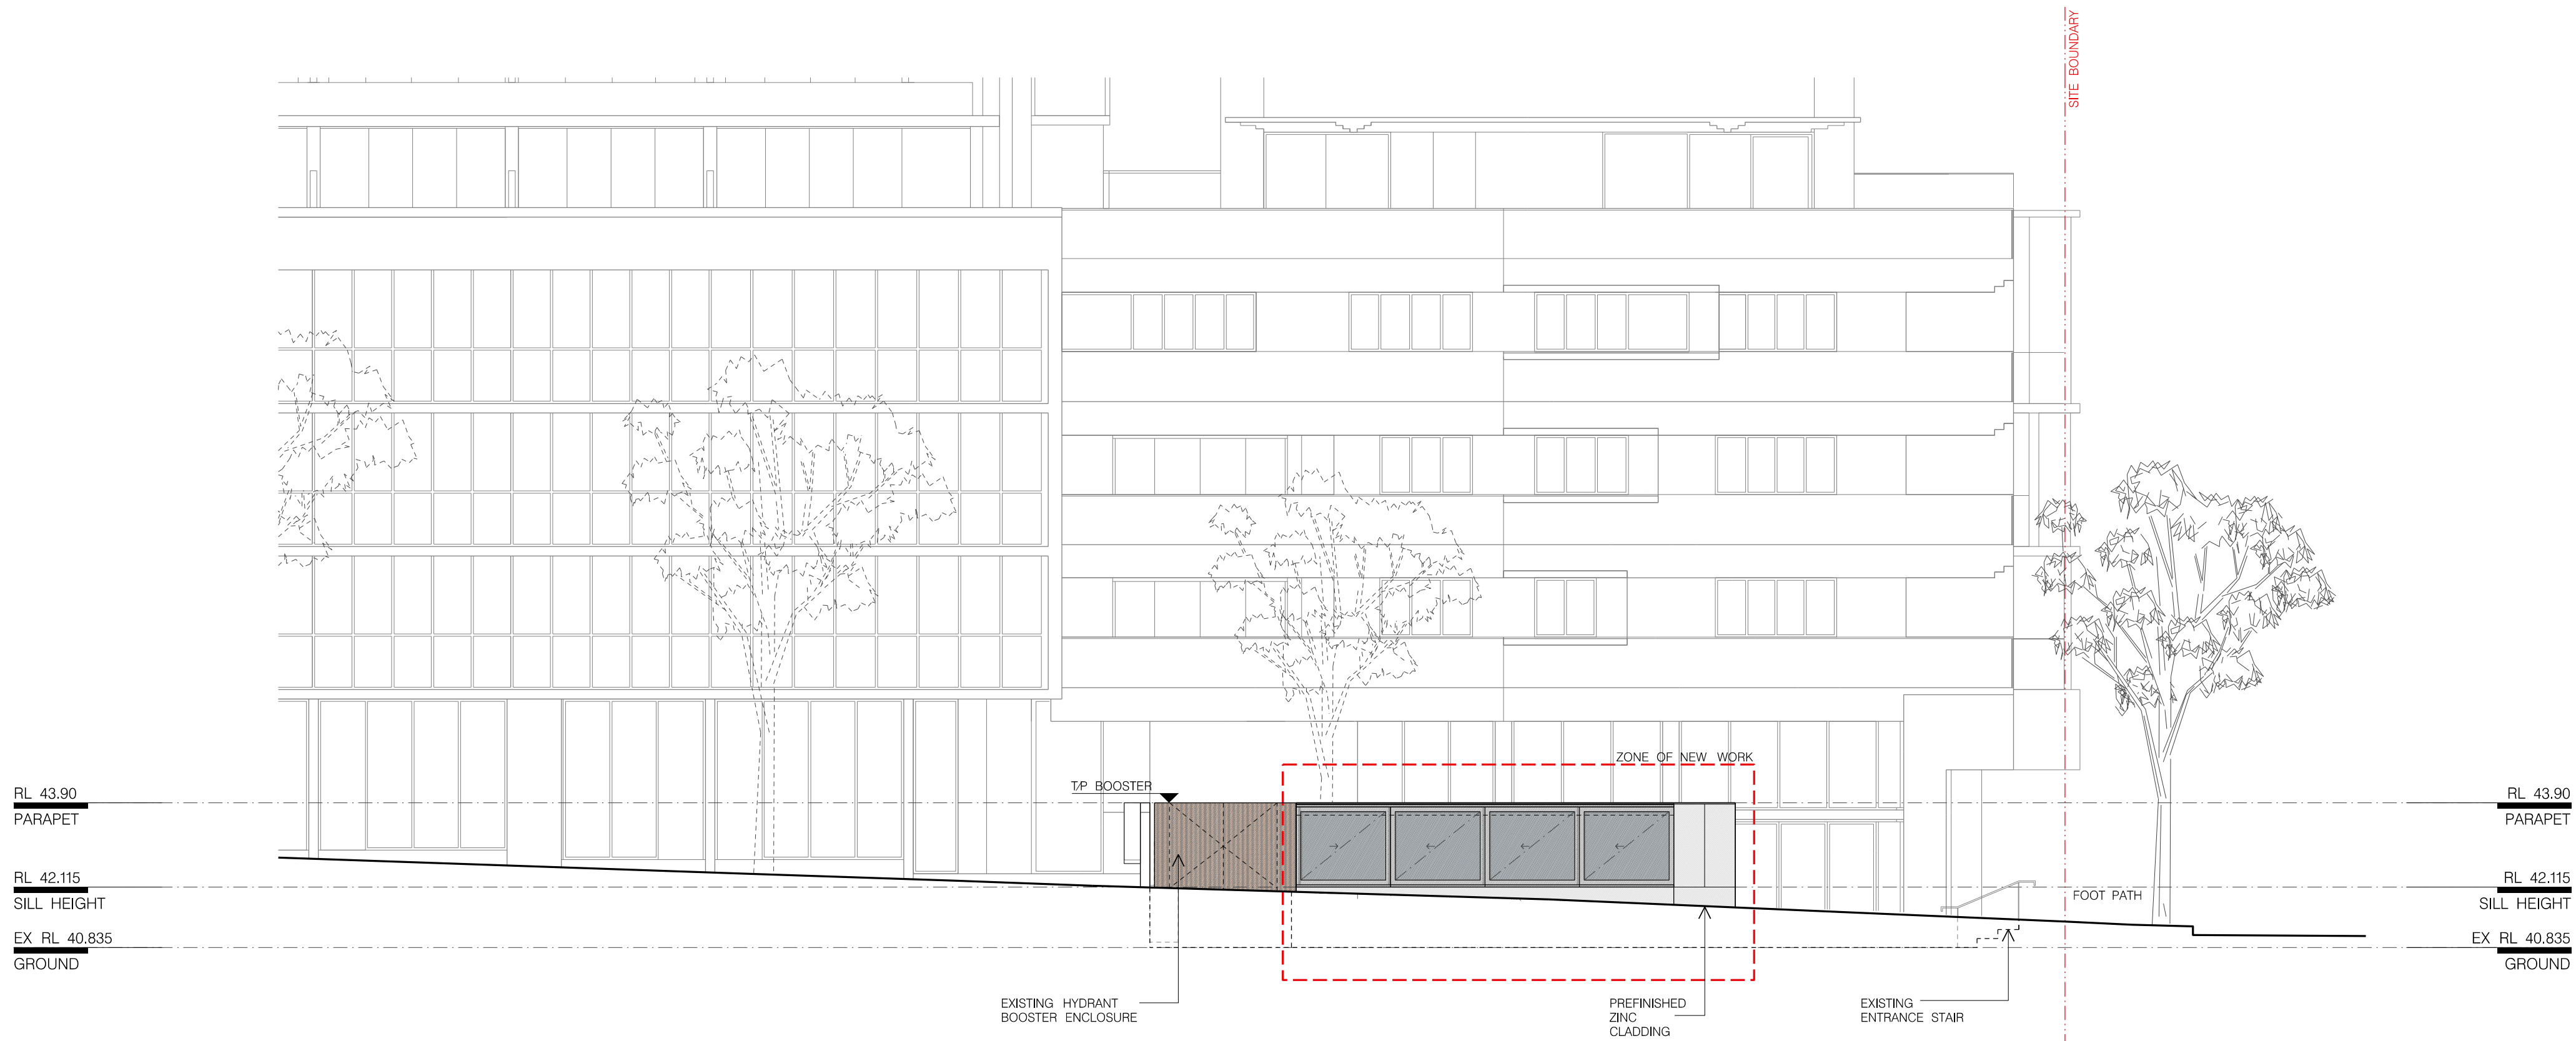 SITE BOUNDARY
ZONE OF NEW WORK
T/P BOOSTER
RL 43.90
PARAPET
RL 43.90
PARAPET
RL 42.115
SILL HEIGHT
RL 42.115
SILL HEIGHT
FOOT PATH
EX RL 40.835
GROUND
EX RL 40.835
GROUND
EXISTING HYDRANT
BOOSTER ENCLOSURE
PREFINISHED
ZINC
CLADDING
EXISTING
ENTRANCE STAIR